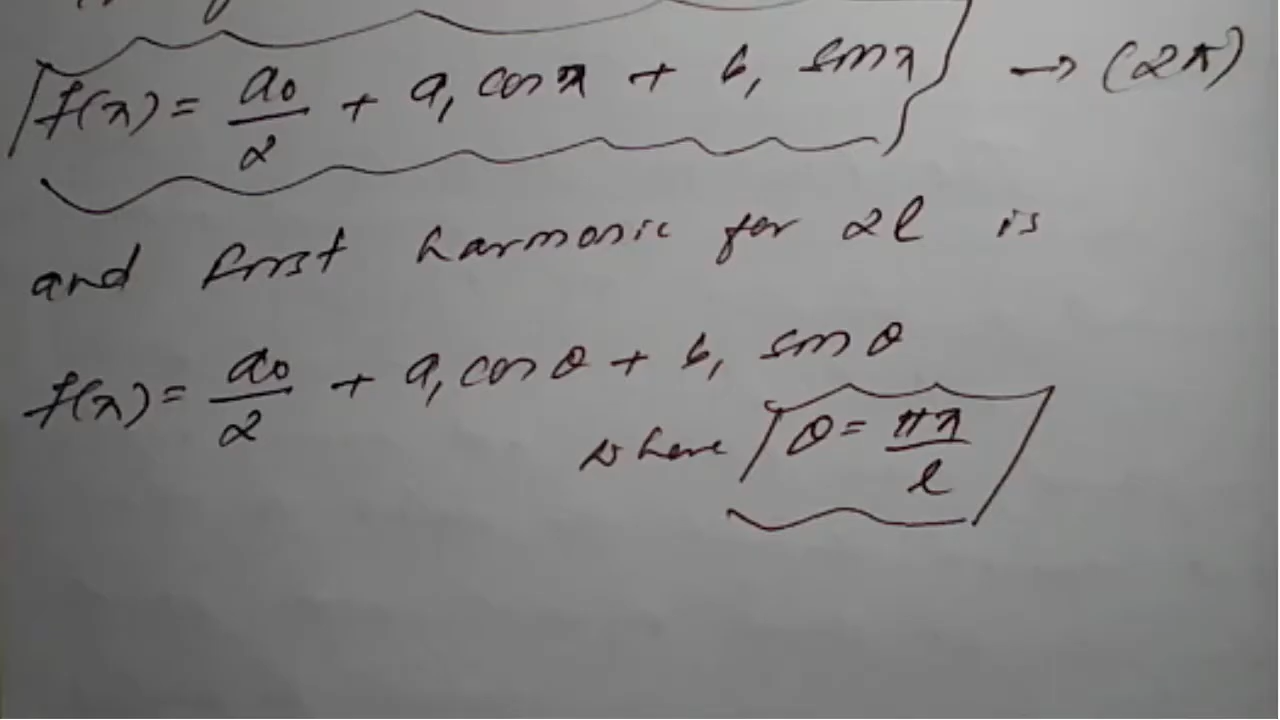 f(x) = a₀/2 + a₁ cos x + b₁ sin x → (2π)
and first harmonic for 2l is
f(x) = a₀/2 + a₁ cos θ + b₁ sin θ
where θ = πx/l